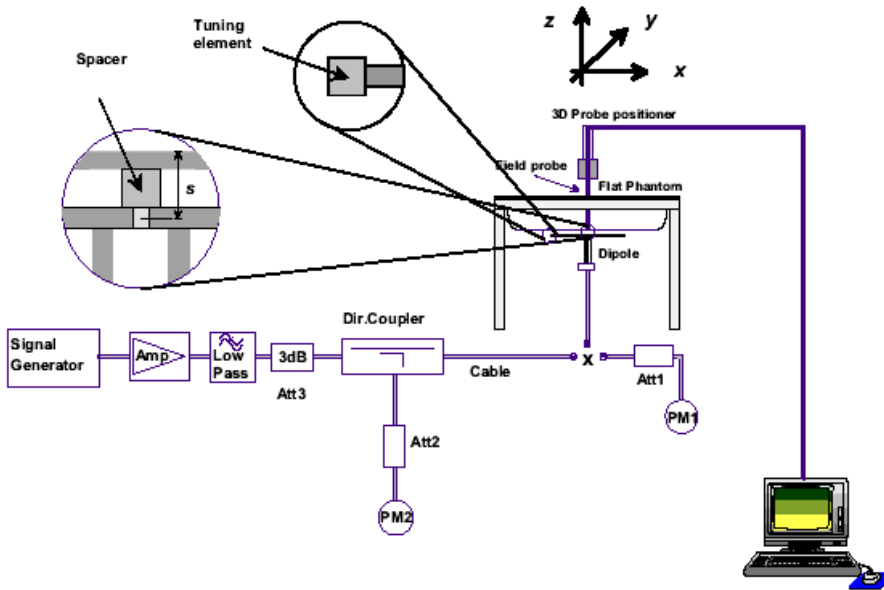 Tuning
element
Spacer
z
y
x
3D Probe positioner
Field probe
Flat Phantom
s
Dipole
Dir.Coupler
Signal
Generator
Amp
Low
Pass
3dB
Att3
Cable
x
Att1
PM1
Att2
PM2